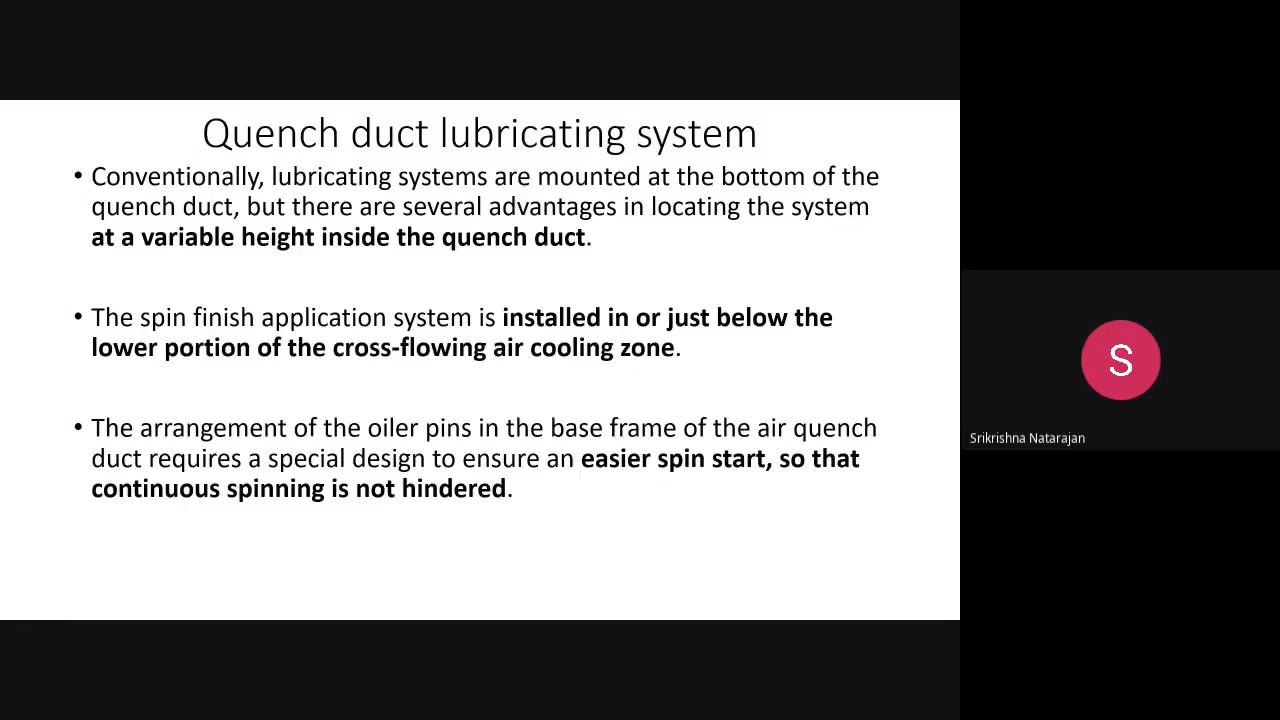 Quench duct lubricating system
• Conventionally, lubricating systems are mounted at the bottom of the
quench duct, but there are several advantages in locating the system
at a variable height inside the quench duct.
• The spin finish application system is installed in or just below the
lower portion of the cross-flowing air cooling zone.
• The arrangement of the oiler pins in the base frame of the air quench
duct requires a special design to ensure an easier spin start, so that
continuous spinning is not hindered.
S
Srikrishna Natarajan